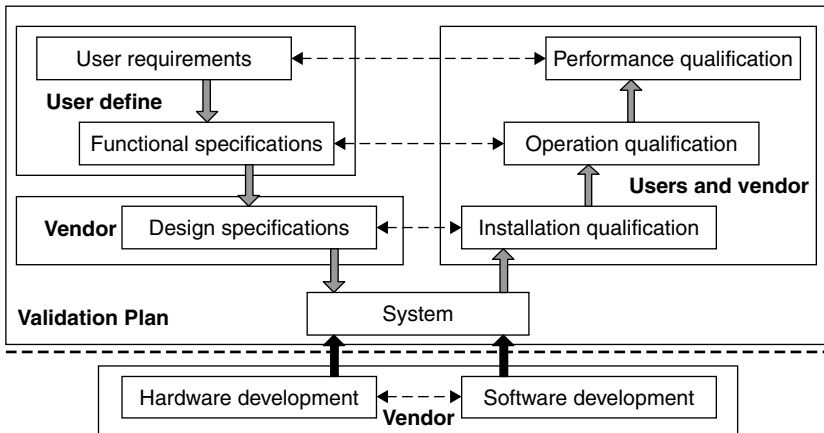 User requirements
Performance qualification
User define
Functional specifications
Operation qualification
Users and vendor
Vendor
Design specifications
Installation qualification
System
Validation Plan
Hardware development
Software development
Vendor